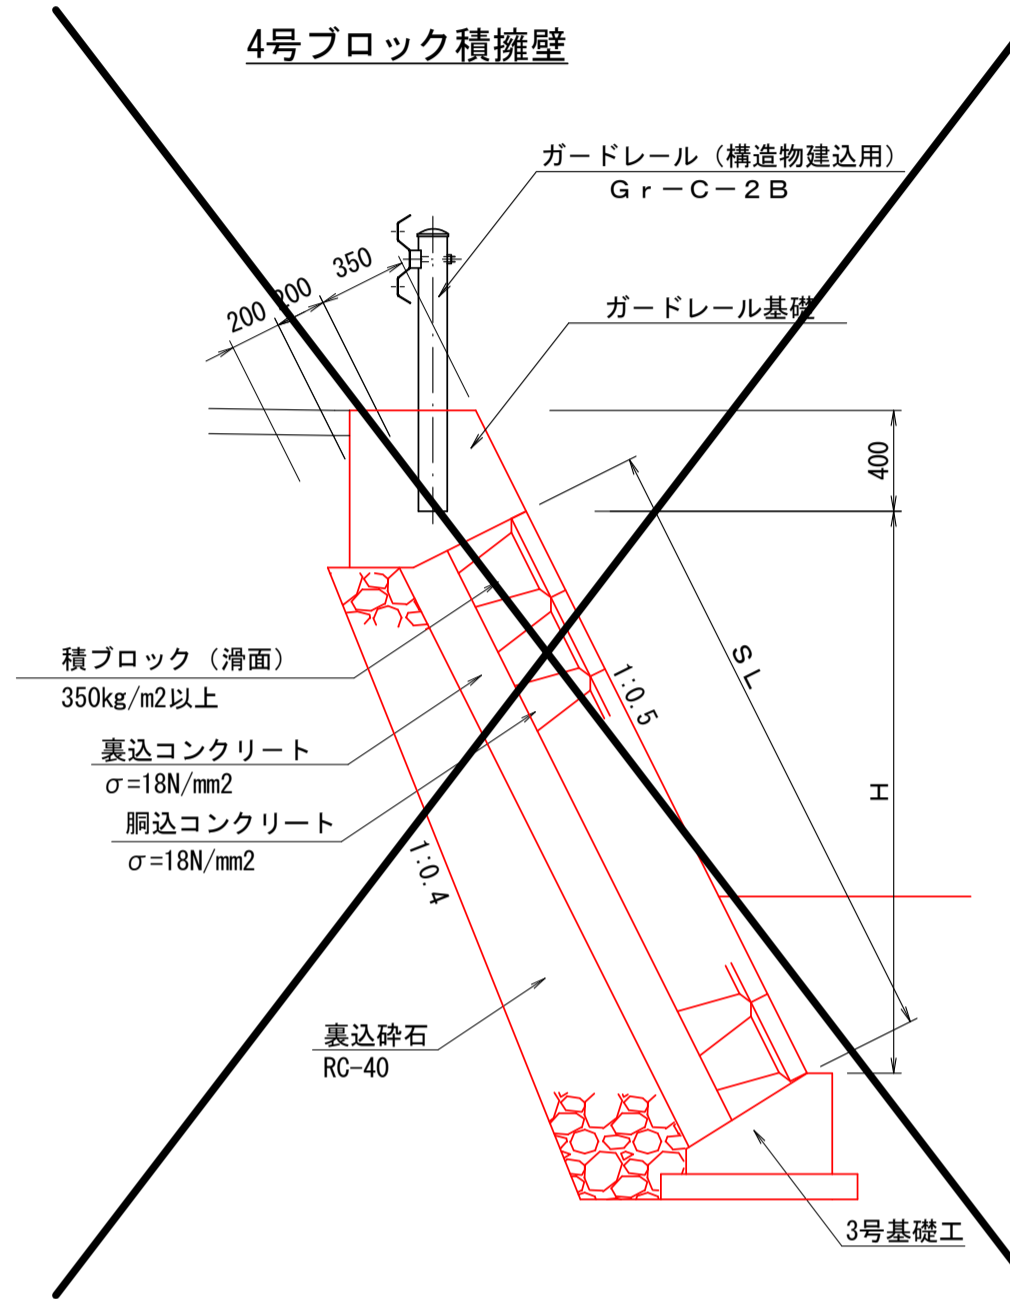 4号ブロック積擁壁
ガードレール（構造物建込用）
Ｇｒ－Ｃ－２Ｂ
350
200
200
ガードレール基礎
400
ＳＬ
積ブロック（滑面）
350kg/m2以上
1:0.5
裏込コンクリート
σ=18N/mm2
Ｈ
胴込コンクリート
σ=18N/mm2
1:0.4
裏込砕石
RC-40
3号基礎工